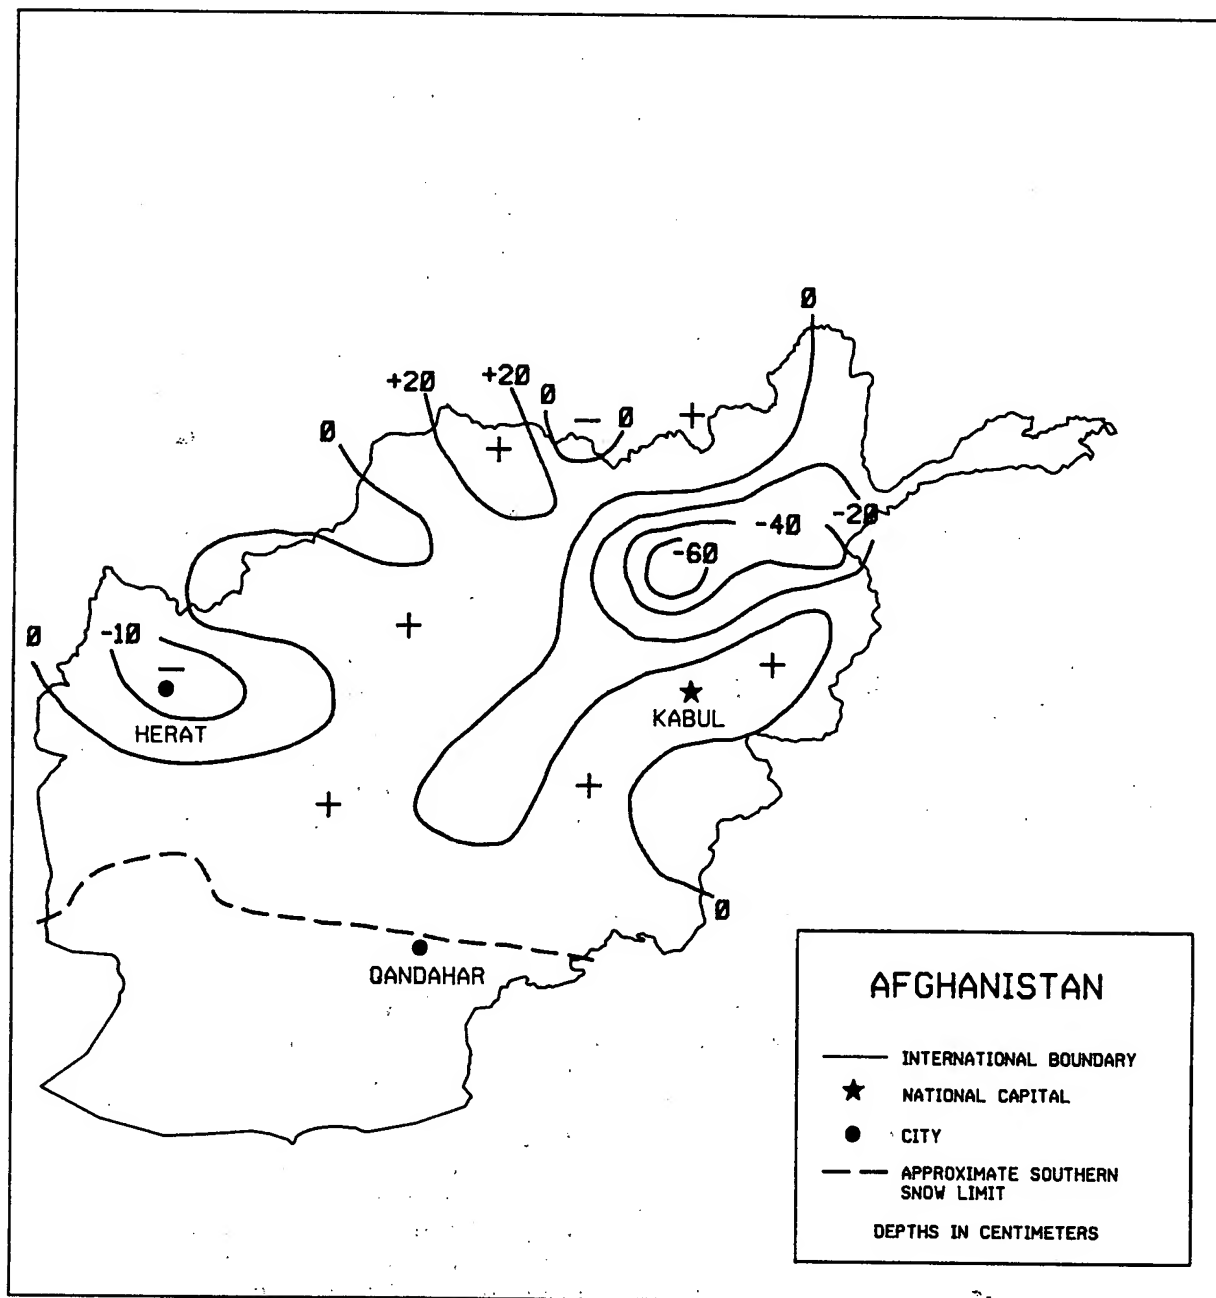 0
+20 +20
0 0
0 - +
+
-20
-40
-60
+
0 -10
-
+
KABUL
HERAT
+
+
0
QANDAHAR
AFGHANISTAN
INTERNATIONAL BOUNDARY
NATIONAL CAPITAL
CITY
APPROXIMATE SOUTHERN
SNOW LIMIT
DEPTHS IN CENTIMETERS